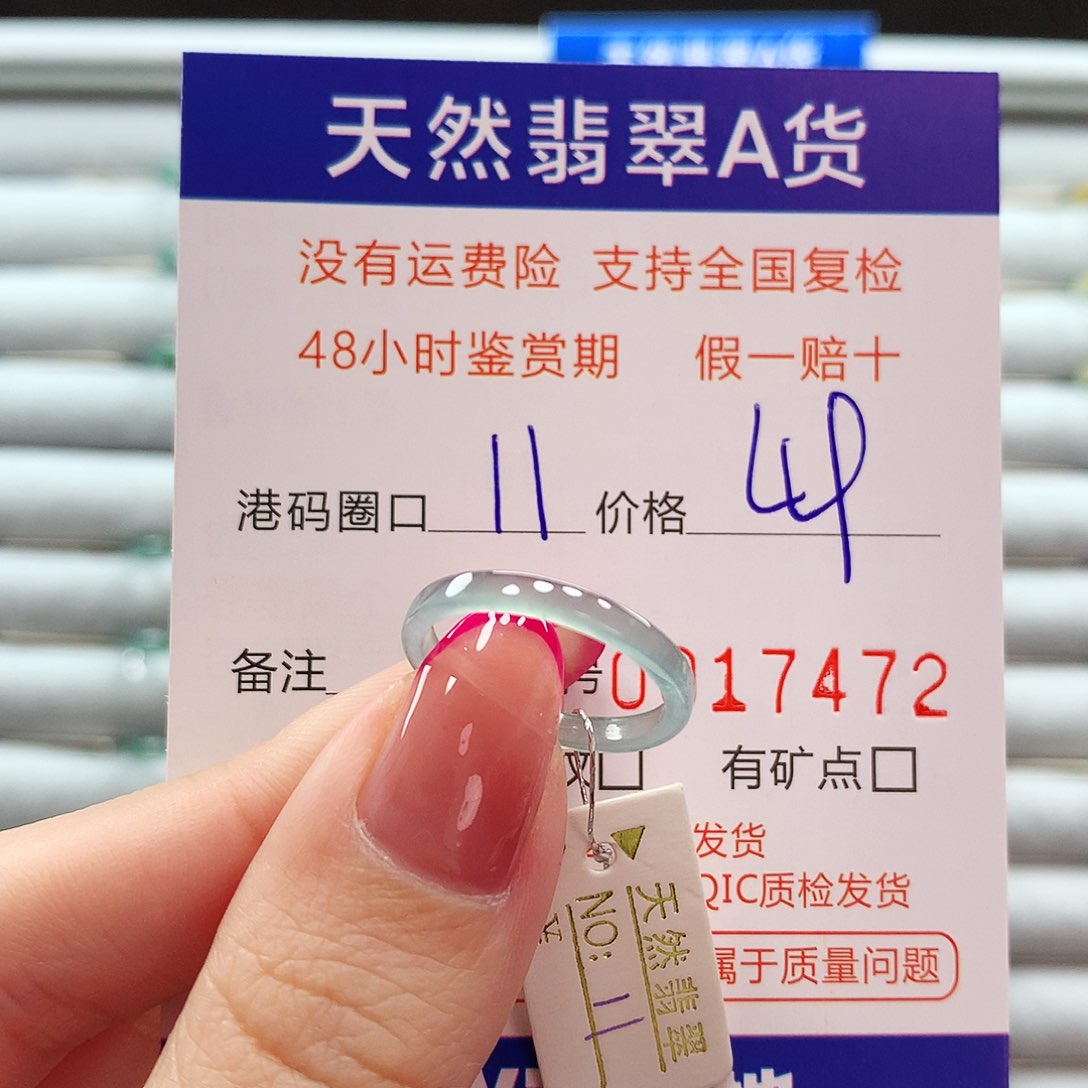 天然翡翠A货
没有运费险 支持全国复检
48小时鉴赏期 假一赔十
港码圈口 11 价格 49
备注 17472
有矿点□
发货
QIC质检发货
属于质量问题
天然翡翠
NO: 11